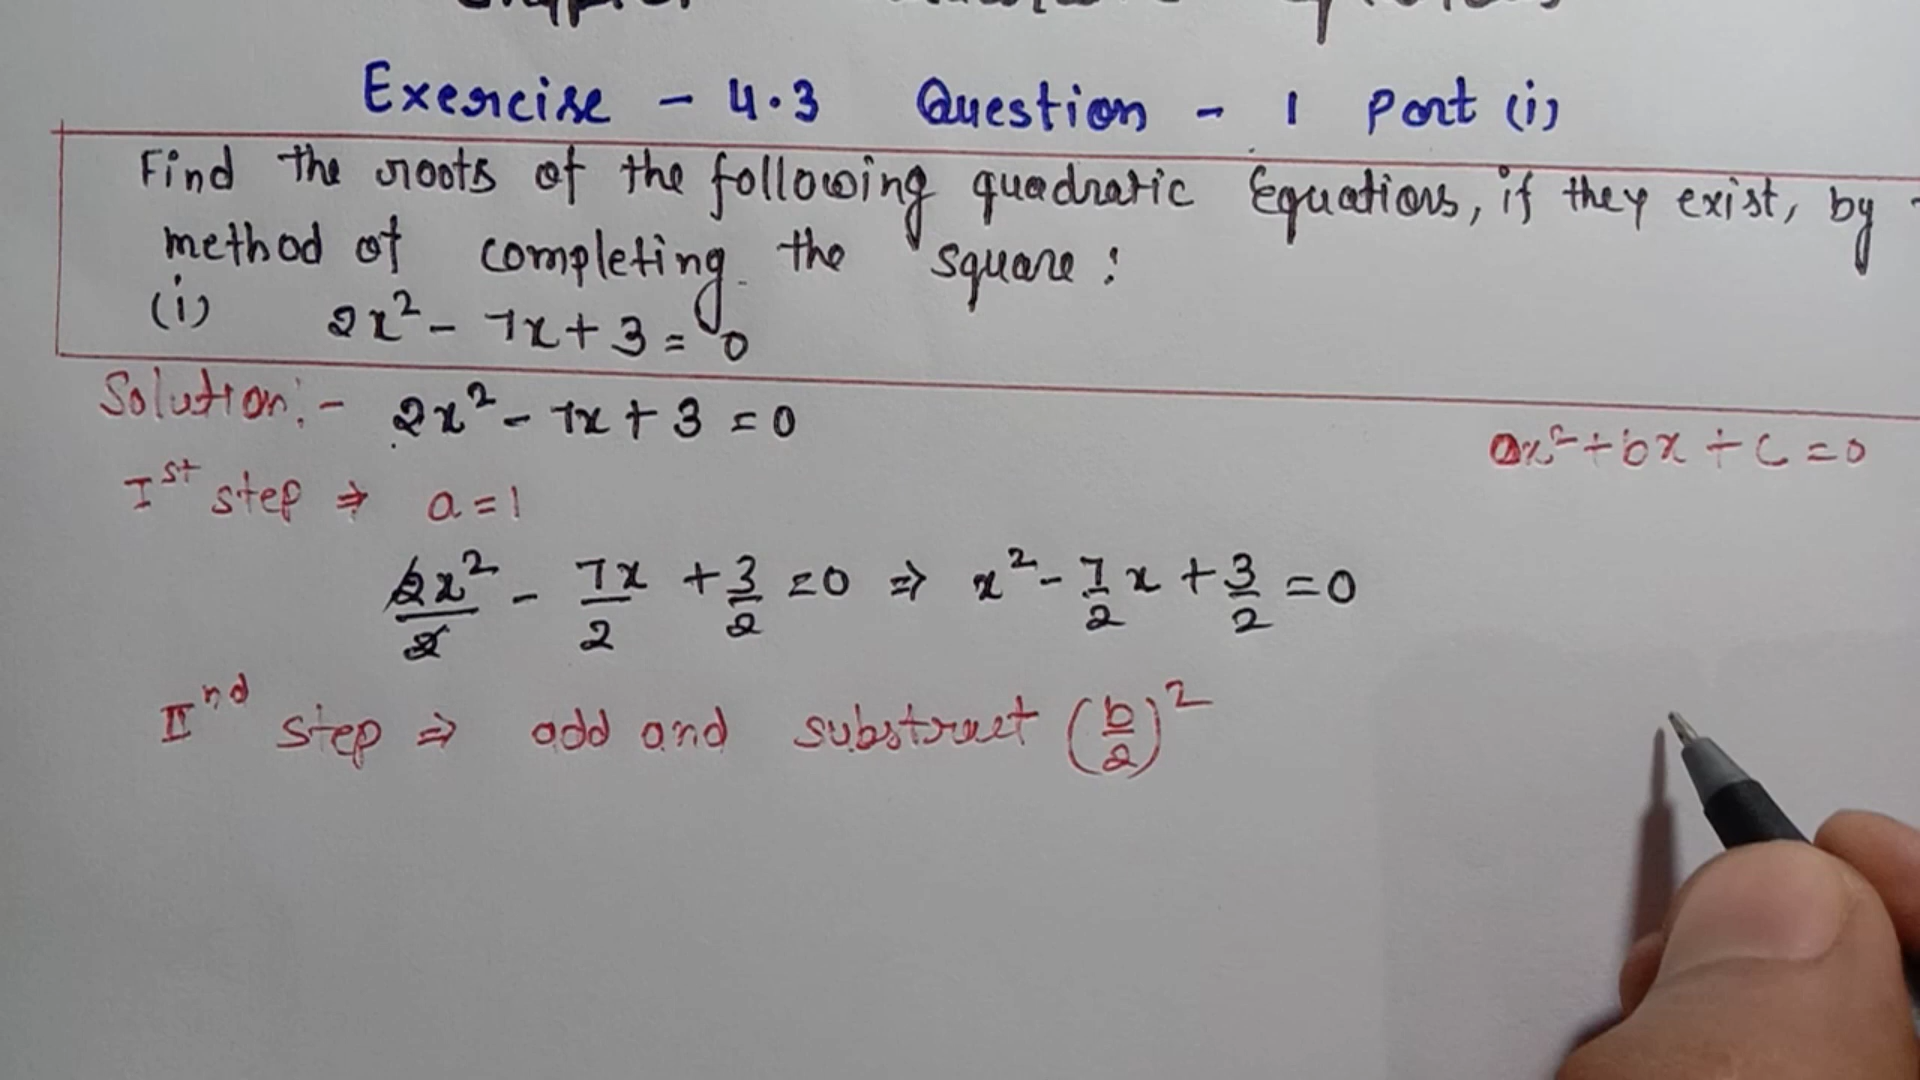 Exercise - 4.3 Question - 1 Part (i)
Find the roots of the following quadratic Equations, if they exist, by
method of completing the square :
(i) 2x² - 7x + 3 = 0
Solution:- 2x² - 7x + 3 = 0
ax² + bx + c = 0
Ist step ⇒ a = 1
2x²/2 - 7x/2 + 3/2 = 0 ⇒ x² - 7/2 x + 3/2 = 0
IInd step ⇒ add and substract (b/2)²